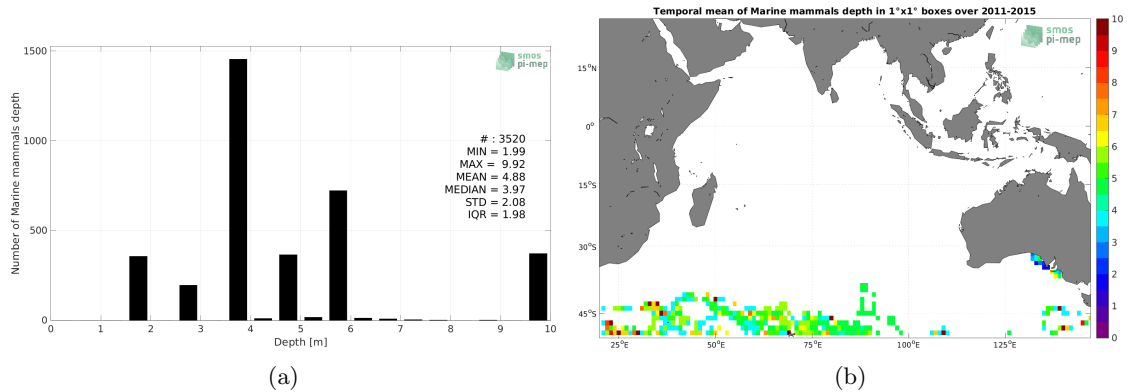 1500
1000
500
0
0
1
2
3
4
5
6
7
8
9
10
Number of Marine mammals depth
Depth [m]
smos
pi-mep
# : 3520
MIN = 1.99
MAX = 9.92
MEAN = 4.88
MEDIAN = 3.97
STD = 2.08
IQR = 1.98
(a)
Temporal mean of Marine mammals depth in 1°x1° boxes over 2011-2015
smos
pi-mep
15°N
0°
15°S
30°S
45°S
25°E
50°E
75°E
100°E
125°E
10
9
8
7
6
5
4
3
2
1
0
(b)